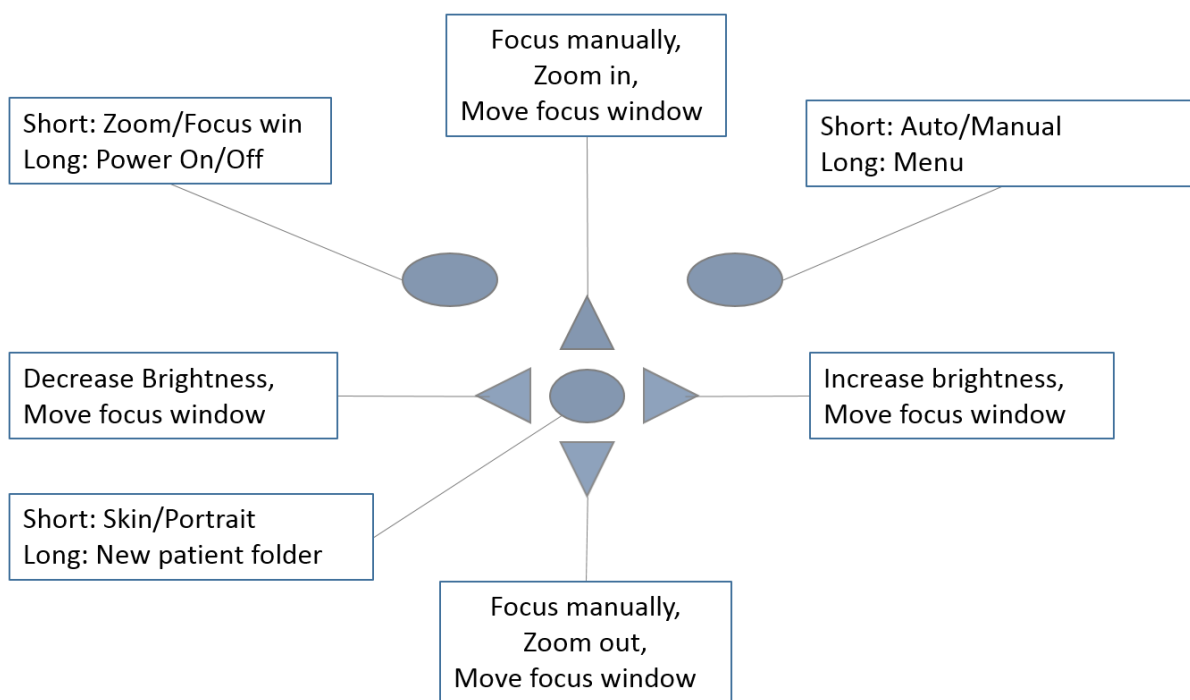 Focus manually,
Zoom in,
Move focus window
Short: Zoom/Focus win
Long: Power On/Off
Short: Auto/Manual
Long: Menu
Decrease Brightness,
Move focus window
Increase brightness,
Move focus window
Short: Skin/Portrait
Long: New patient folder
Focus manually,
Zoom out,
Move focus window